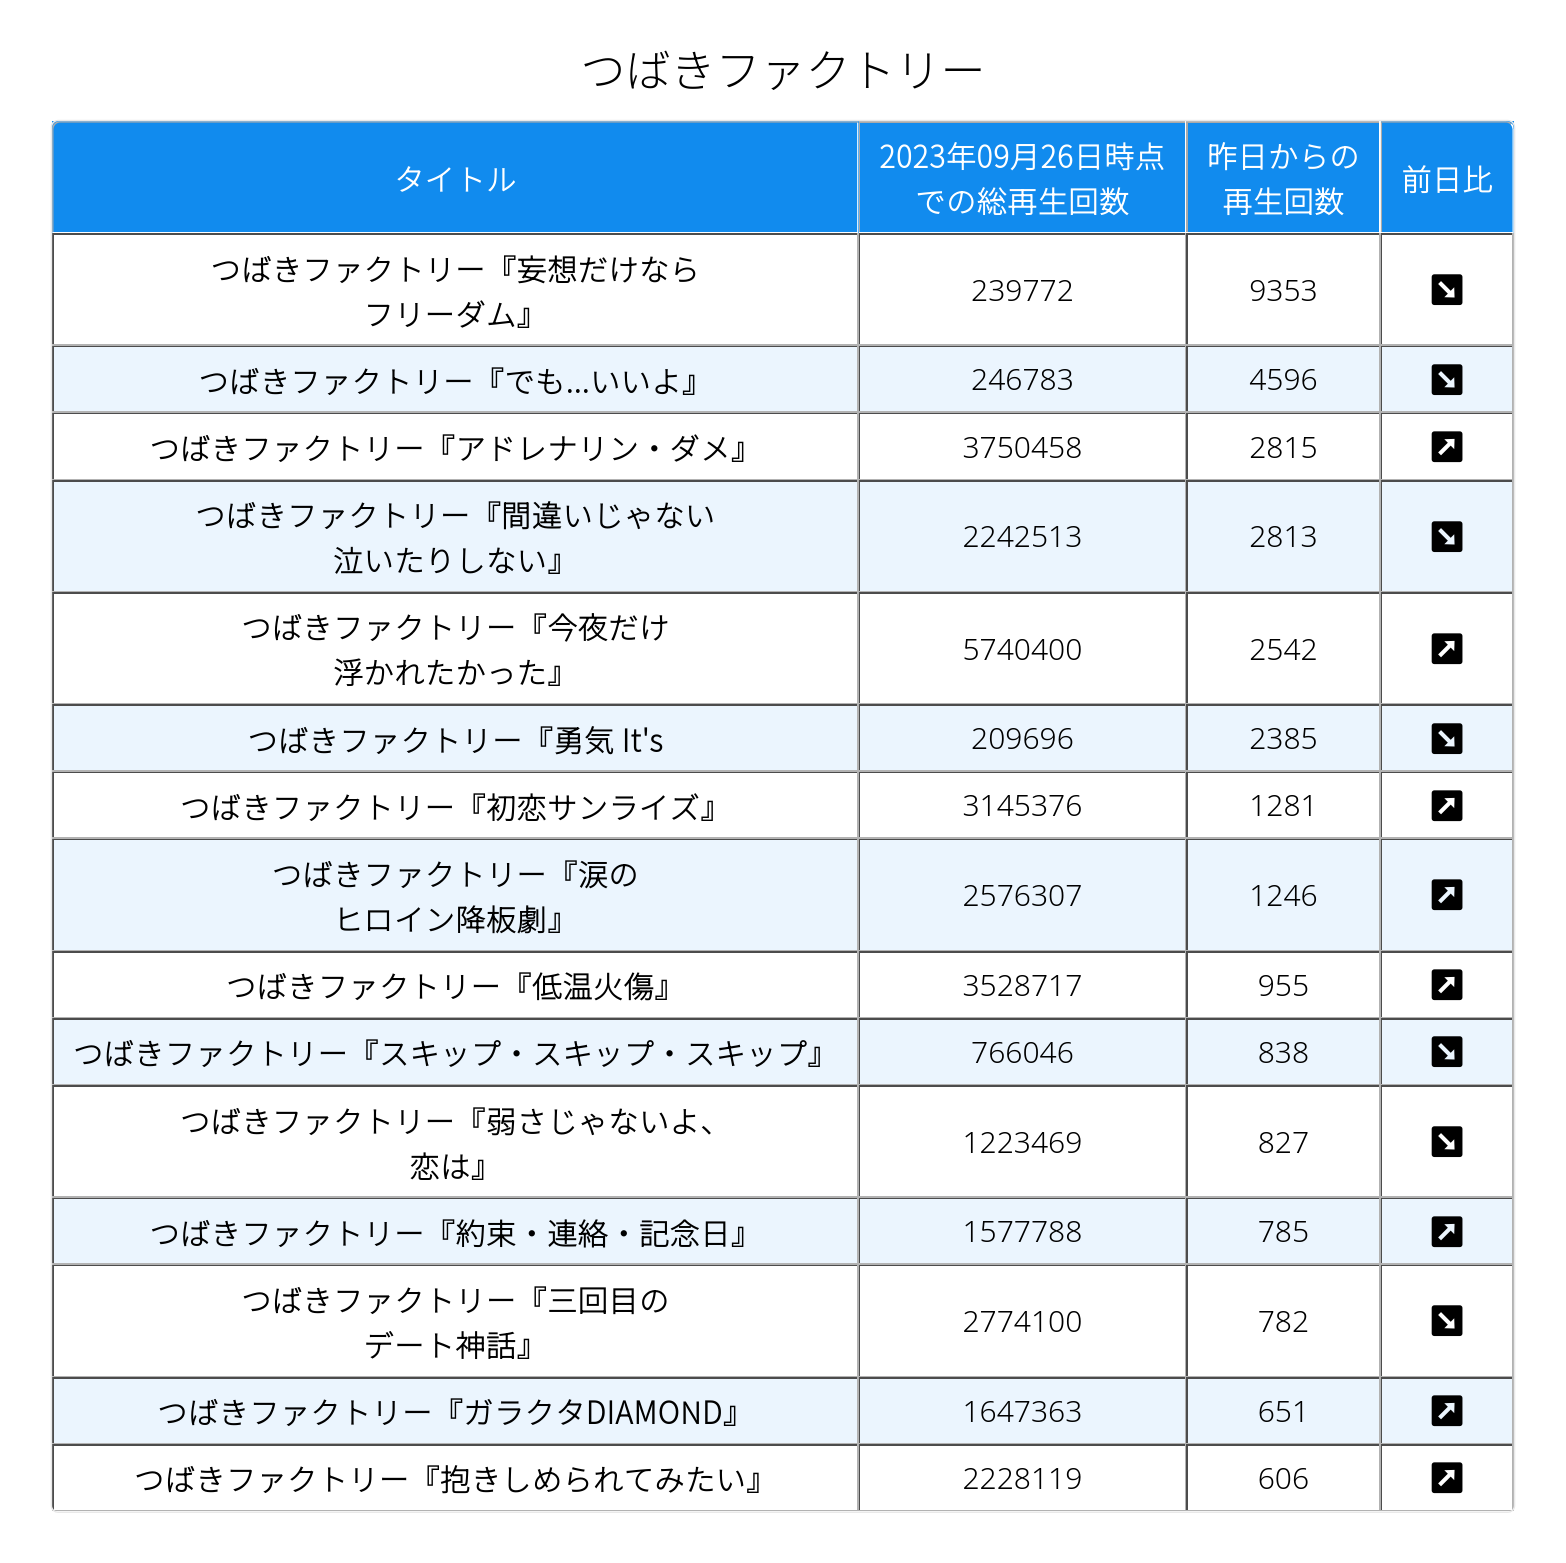 つばきファクトリー
タイトル
2023年09月26日時点
での総再生回数
昨日からの
再生回数
前日比
つばきファクトリー『妄想だけなら
フリーダム』
239772
9353
↘
つばきファクトリー『でも...いいよ』
246783
4596
↘
つばきファクトリー『アドレナリン・ダメ』
3750458
2815
↗
つばきファクトリー『間違いじゃない
泣いたりしない』
2242513
2813
↘
つばきファクトリー『今夜だけ
浮かれたかった』
5740400
2542
↗
つばきファクトリー『勇気 It's
209696
2385
↘
つばきファクトリー『初恋サンライズ』
3145376
1281
↗
つばきファクトリー『涙の
ヒロイン降板劇』
2576307
1246
↗
つばきファクトリー『低温火傷』
3528717
955
↗
つばきファクトリー『スキップ・スキップ・スキップ』
766046
838
↘
つばきファクトリー『弱さじゃないよ、
恋は』
1223469
827
↘
つばきファクトリー『約束・連絡・記念日』
1577788
785
↗
つばきファクトリー『三回目の
デート神話』
2774100
782
↘
つばきファクトリー『ガラクタDIAMOND』
1647363
651
↗
つばきファクトリー『抱きしめられてみたい』
2228119
606
↗